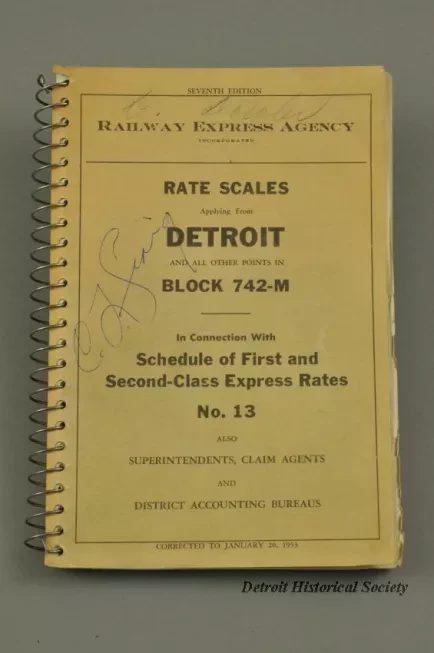 SEVENTH EDITION
RAILWAY EXPRESS AGENCY
INCORPORATED
RATE SCALES
Applying From
DETROIT
AND ALL OTHER POINTS IN
BLOCK 742-M
In Connection With
Schedule of First and
Second-Class Express Rates
No. 13
ALSO
SUPERINTENDENTS, CLAIM AGENTS
AND
DISTRICT ACCOUNTING BUREAUS
CORRECTED TO JANUARY 20, 1953
Detroit Historical Society